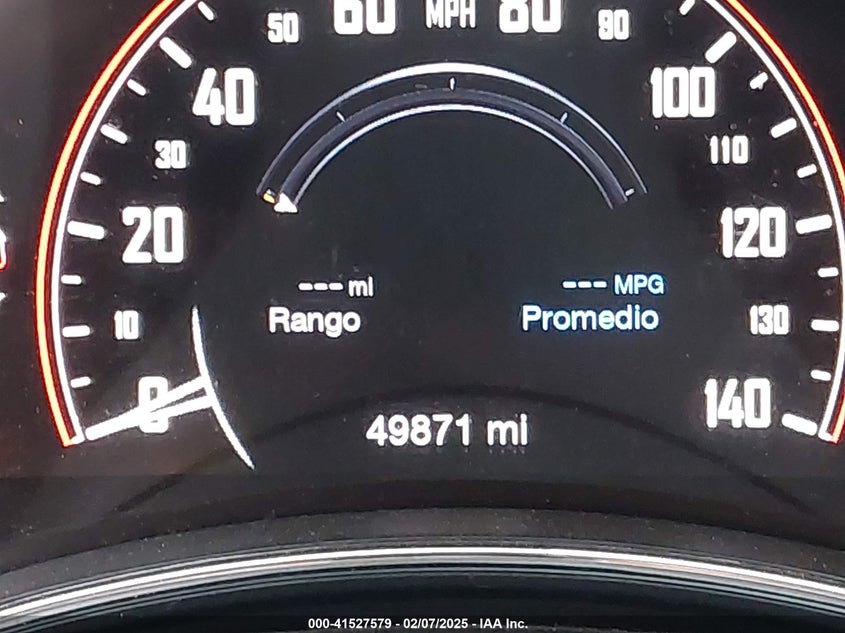 50 60 MPH 80 90
40 100
30 110
20 120
--- mi --- MPG
Rango Promedio
10 130
0 140
49871 mi
000-41527579 - 02/07/2025 - IAA Inc.